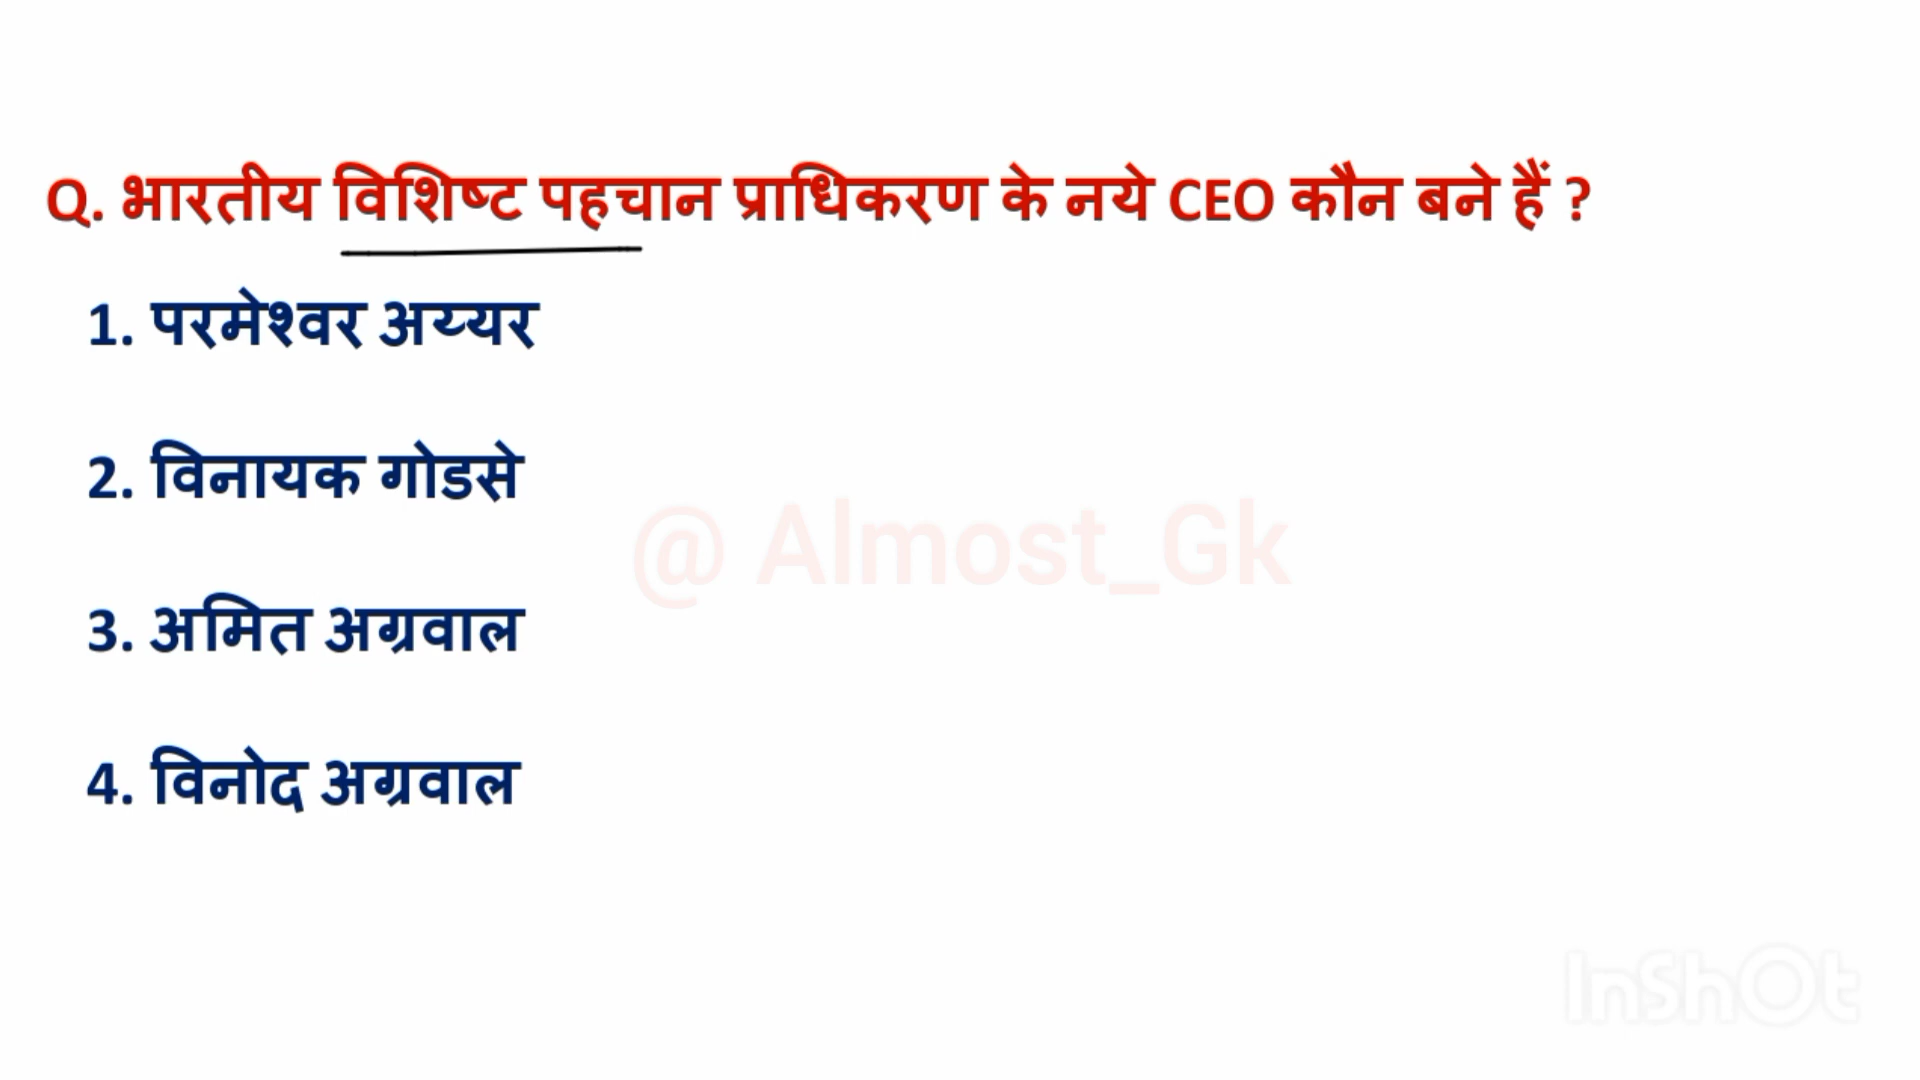 Q. भारतीय विशिष्ट पहचान प्राधिकरण के नये CEO कौन बने हैं ?
1. परमेश्वर अय्यर
2. विनायक गोडसे
@ Almost_Gk
3. अमित अग्रवाल
4. विनोद अग्रवाल
InShOt